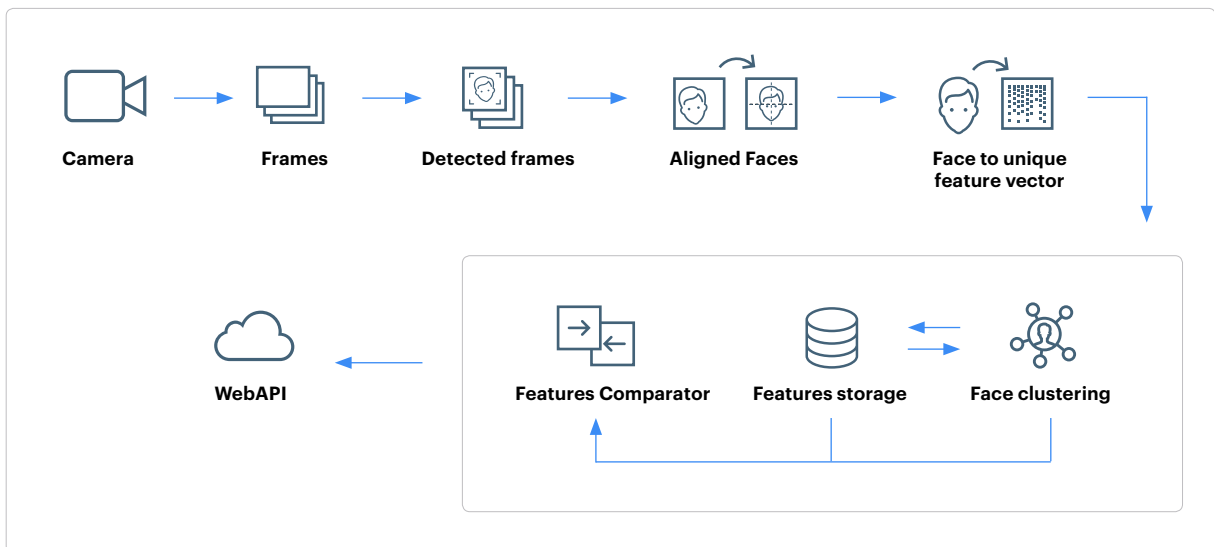 Camera
Frames
Detected frames
Aligned Faces
Face to unique
feature vector
WebAPI
Features Comparator
Features storage
Face clustering